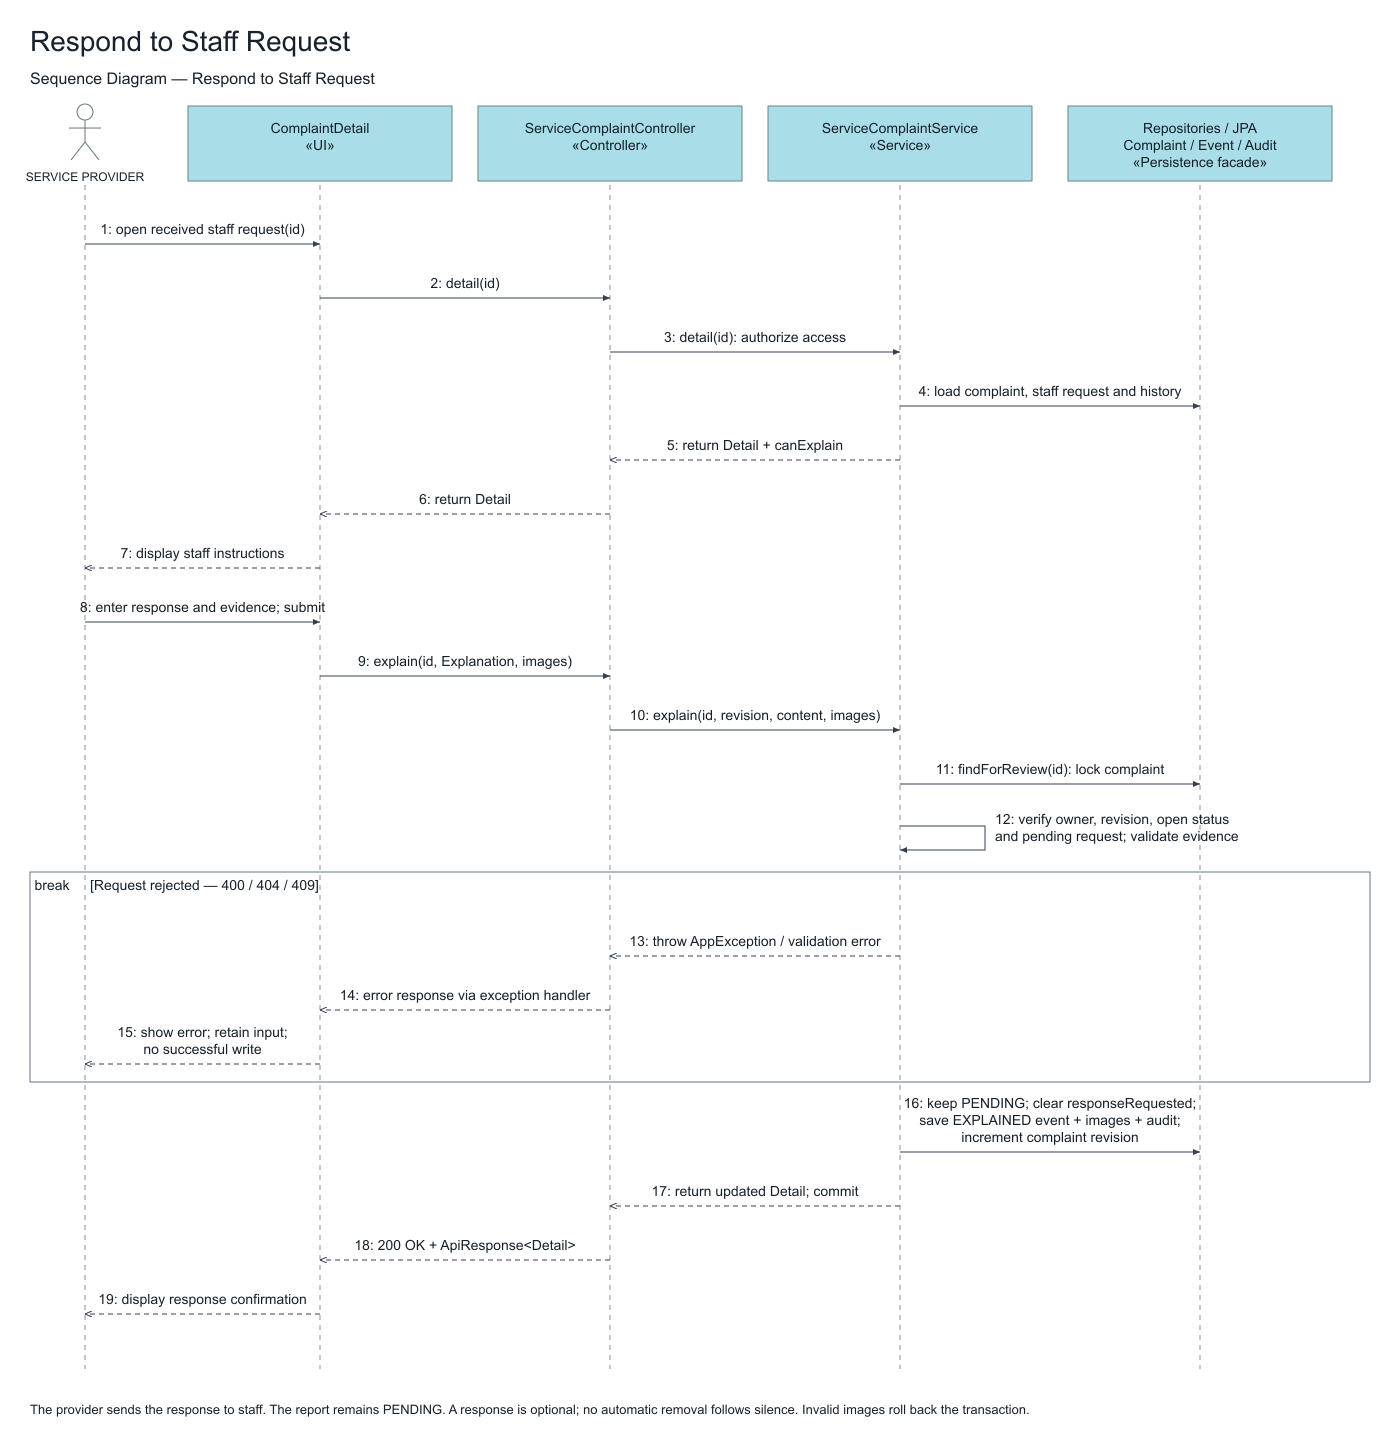 Respond to Staff Request
Sequence Diagram — Respond to Staff Request
SERVICE PROVIDER
ComplaintDetail
«UI»
ServiceComplaintController
«Controller»
ServiceComplaintService
«Service»
Repositories / JPA
Complaint / Event / Audit
«Persistence facade»
1: open received staff request(id)
2: detail(id)
3: detail(id): authorize access
4: load complaint, staff request and history
5: return Detail + canExplain
6: return Detail
7: display staff instructions
8: enter response and evidence; submit
9: explain(id, Explanation, images)
10: explain(id, revision, content, images)
11: findForReview(id): lock complaint
12: verify owner, revision, open status
and pending request; validate evidence
break [Request rejected — 400 / 404 / 409]
13: throw AppException / validation error
14: error response via exception handler
15: show error; retain input;
no successful write
16: keep PENDING; clear responseRequested;
save EXPLAINED event + images + audit;
increment complaint revision
17: return updated Detail; commit
18: 200 OK + ApiResponse<Detail>
19: display response confirmation
The provider sends the response to staff. The report remains PENDING. A response is optional; no automatic removal follows silence. Invalid images roll back the transaction.